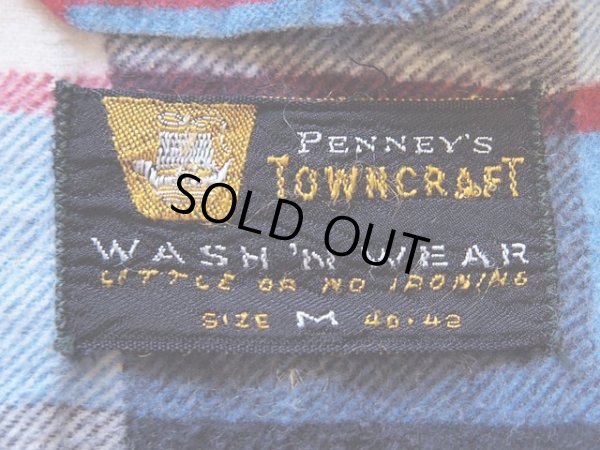 PENNEY'S
TOWNCRAFT
SOLD OUT
WASH 'N' WEAR
LITTLE OR NO IRONING
SIZE M 40·42